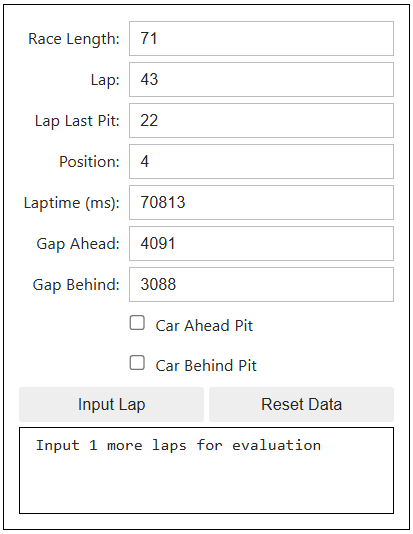 Race Length: 71
Lap: 43
Lap Last Pit: 22
Position: 4
Laptime (ms): 70813
Gap Ahead: 4091
Gap Behind: 3088
Car Ahead Pit
Car Behind Pit
Input Lap Reset Data
Input 1 more laps for evaluation